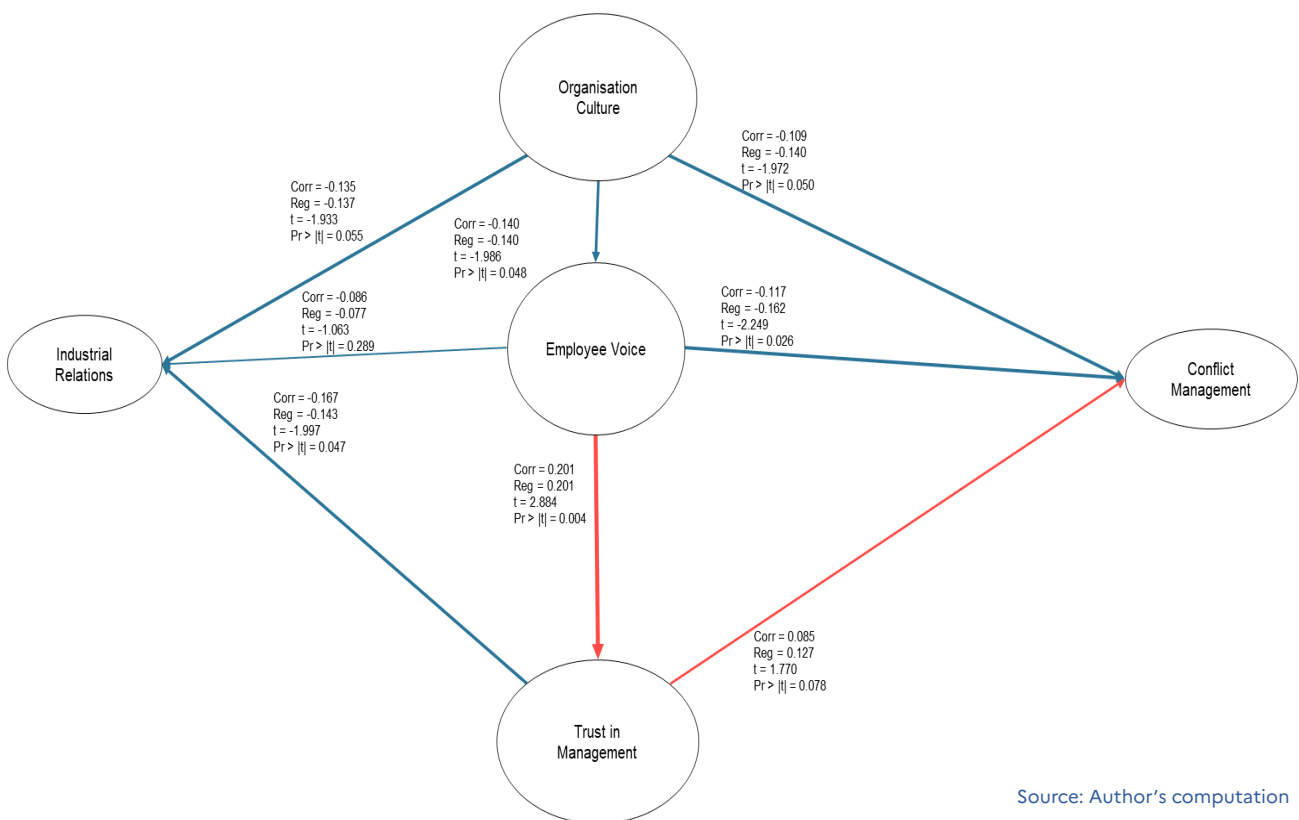 Organisation
Culture
Corr = -0.109
Reg = -0.140
t = -1.972
Pr > |t| = 0.050
Corr = -0.135
Reg = -0.137
t = -1.933
Pr > |t| = 0.055
Corr = -0.140
Reg = -0.140
t = -1.986
Pr > |t| = 0.048
Corr = -0.086
Reg = -0.077
t = -1.063
Pr > |t| = 0.289
Corr = -0.117
Reg = -0.162
t = -2.249
Pr > |t| = 0.026
Industrial
Relations
Employee Voice
Conflict
Management
Corr = -0.167
Reg = -0.143
t = -1.997
Pr > |t| = 0.047
Corr = 0.201
Reg = 0.201
t = 2.884
Pr > |t| = 0.004
Corr = 0.085
Reg = 0.127
t = 1.770
Pr > |t| = 0.078
Trust in
Management
Source: Author's computation